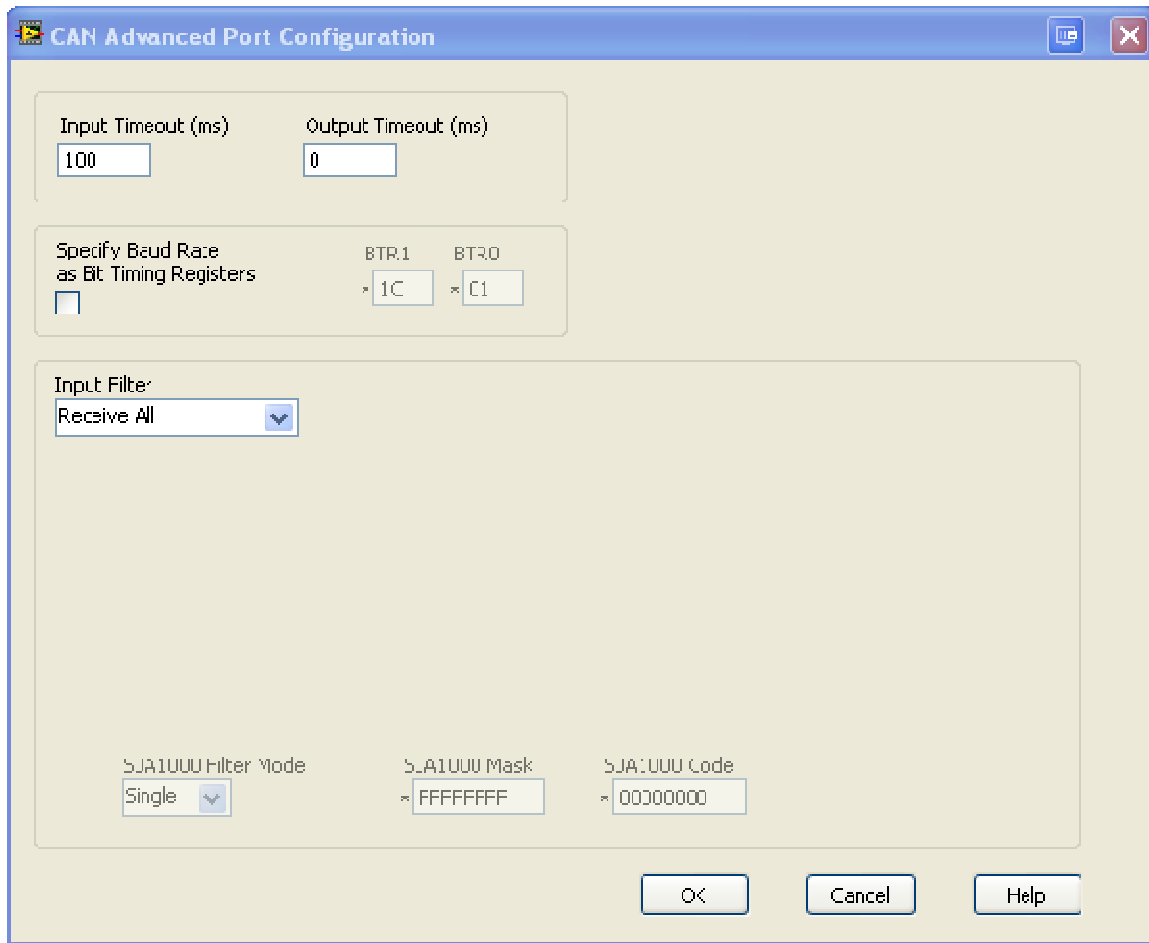 CAN Advanced Port Configuration
Input Timeout (ms) Output Timeout (ms)
100 0
Specify Baud Rate
as Bit Timing Registers
BTR1 BTR0
1C C1
Input Filter
Receive All
SJA1000 Filter Mode SJA1000 Mask SJA1000 Code
Single FFFFFFFF 00000000
OK Cancel Help